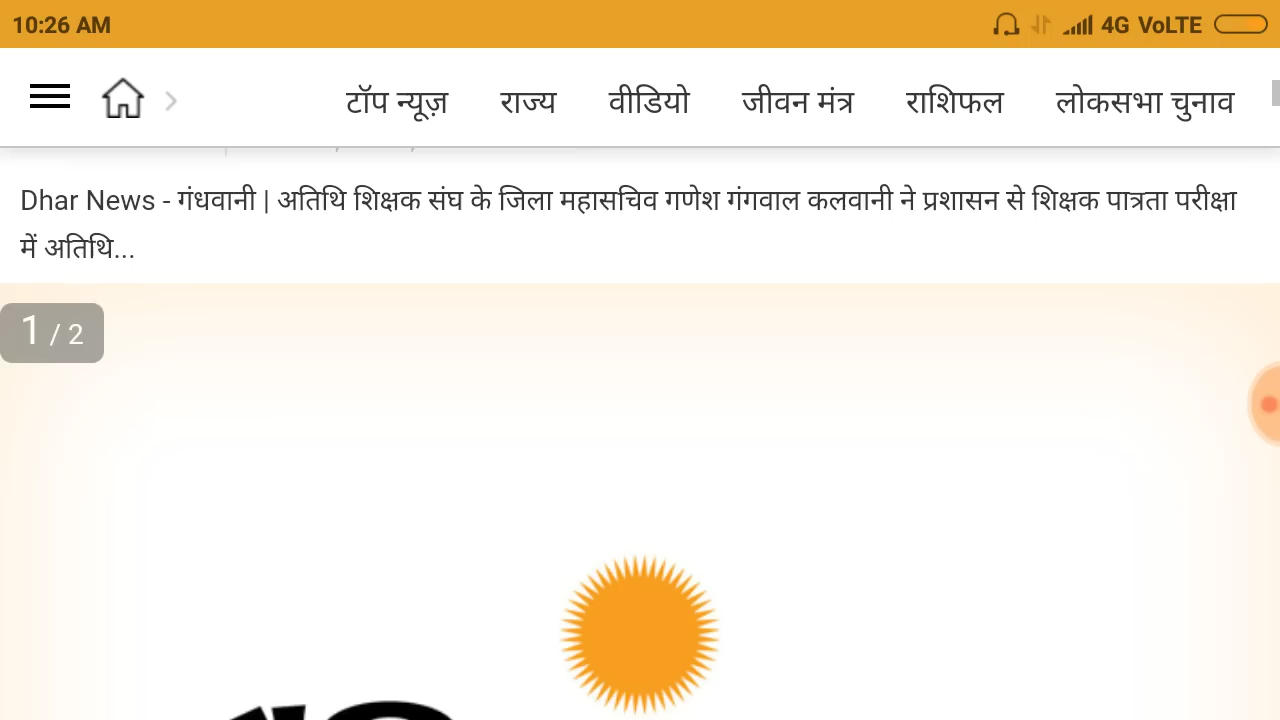 10:26 AM 4G VoLTE
टॉप न्यूज़ राज्य वीडियो जीवन मंत्र राशिफल लोकसभा चुनाव
Dhar News - गंधवानी | अतिथि शिक्षक संघ के जिला महासचिव गणेश गंगवाल कलवानी ने प्रशासन से शिक्षक पात्रता परीक्षा
में अतिथि...
1 / 2